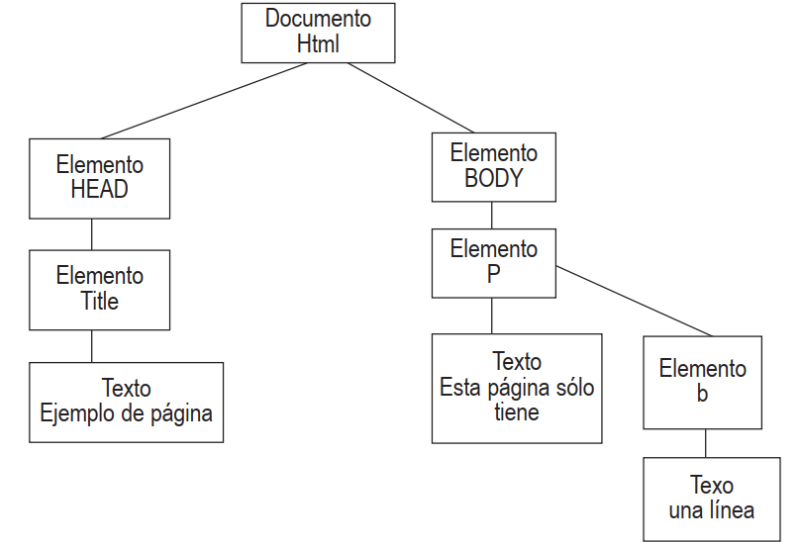 Documento
Html
Elemento
HEAD
Elemento
BODY
Elemento
Title
Elemento
P
Texto
Ejemplo de página
Texto
Esta página sólo
tiene
Elemento
b
Texo
una línea